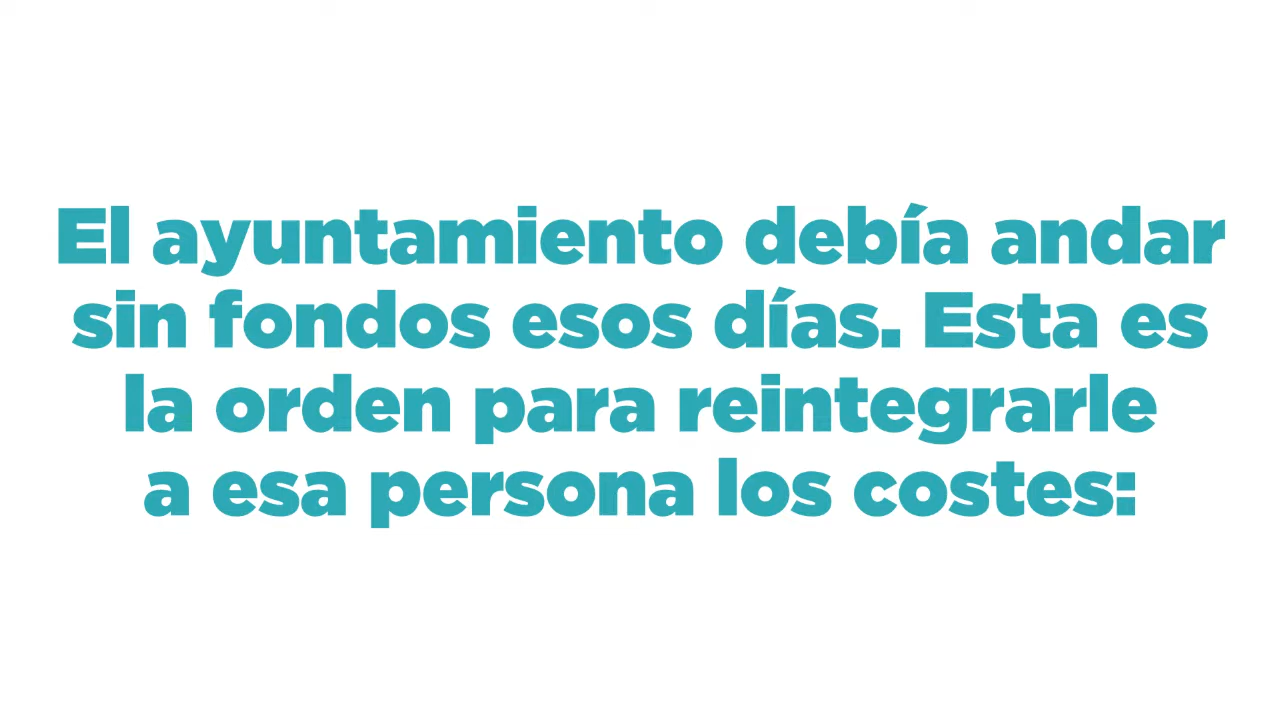 El ayuntamiento debía andar
sin fondos esos días. Esta es
la orden para reintegrarle
a esa persona los costes: